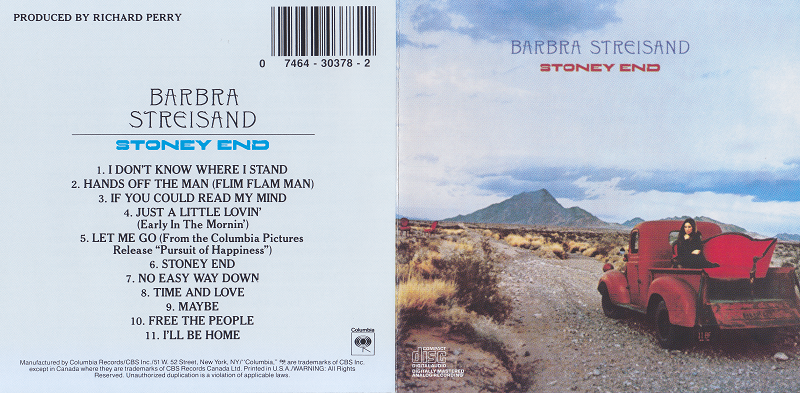 PRODUCED BY RICHARD PERRY
0 7464 - 30378 - 2
BARBRA
STREISAND
STONEY END
1. I DON'T KNOW WHERE I STAND
2. HANDS OFF THE MAN (FLIM FLAM MAN)
3. IF YOU COULD READ MY MIND
4. JUST A LITTLE LOVIN'
(Early In The Mornin')
5. LET ME GO (From the Columbia Pictures
Release "Pursuit of Happiness")
6. STONEY END
7. NO EASY WAY DOWN
8. TIME AND LOVE
9. MAYBE
10. FREE THE PEOPLE
11. I'LL BE HOME
Columbia
Manufactured by Columbia Records/CBS Inc./51 W. 52 Street, New York, NY/"Columbia," are trademarks of CBS Inc.
except in Canada where they are trademarks of CBS Records Canada Ltd. Printed in U.S.A./WARNING: All Rights
Reserved. Unauthorized duplication is a violation of applicable laws.
BARBRA STREISAND
STONEY END
COMPACT
disc
DIGITAL AUDIO
DIGITALLY MASTERED
ANALOG RECORDING